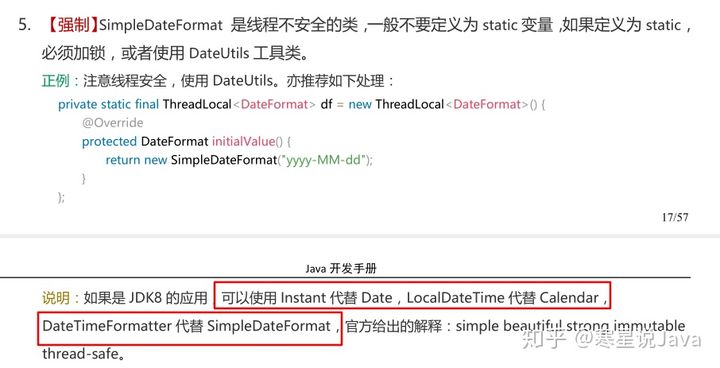 5. 【强制】SimpleDateFormat 是线程不安全的类,一般不要定义为 static 变量,如果定义为 static,
必须加锁，或者使用 DateUtils 工具类。
正例：注意线程安全，使用 DateUtils。亦推荐如下处理：
private static final ThreadLocal<DateFormat> df = new ThreadLocal<DateFormat>() {
@Override
protected DateFormat initialValue() {
return new SimpleDateFormat("yyyy-MM-dd");
}
};
17/57
Java 开发手册
说明：如果是 JDK8 的应用，可以使用 Instant 代替 Date，LocalDateTime 代替 Calendar，
DateTimeFormatter 代替 SimpleDateFormat，官方给出的解释：simple beautiful strong immutable
thread-safe。
知乎 @寒星说Java